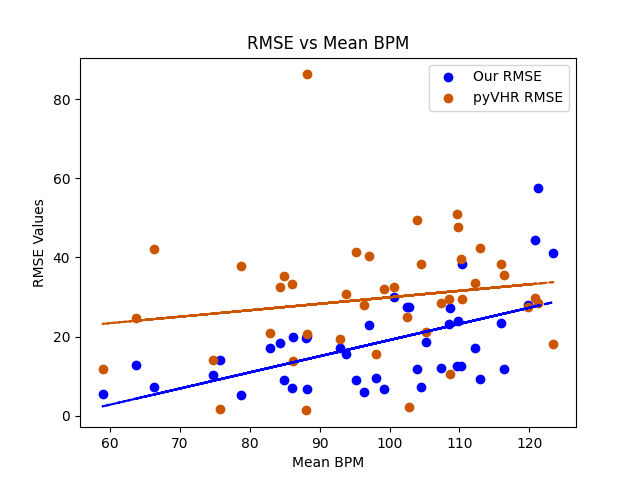 RMSE vs Mean BPM
Our RMSE
pyVHR RMSE
80
60
40
20
0
RMSE Values
60 70 80 90 100 110 120
Mean BPM